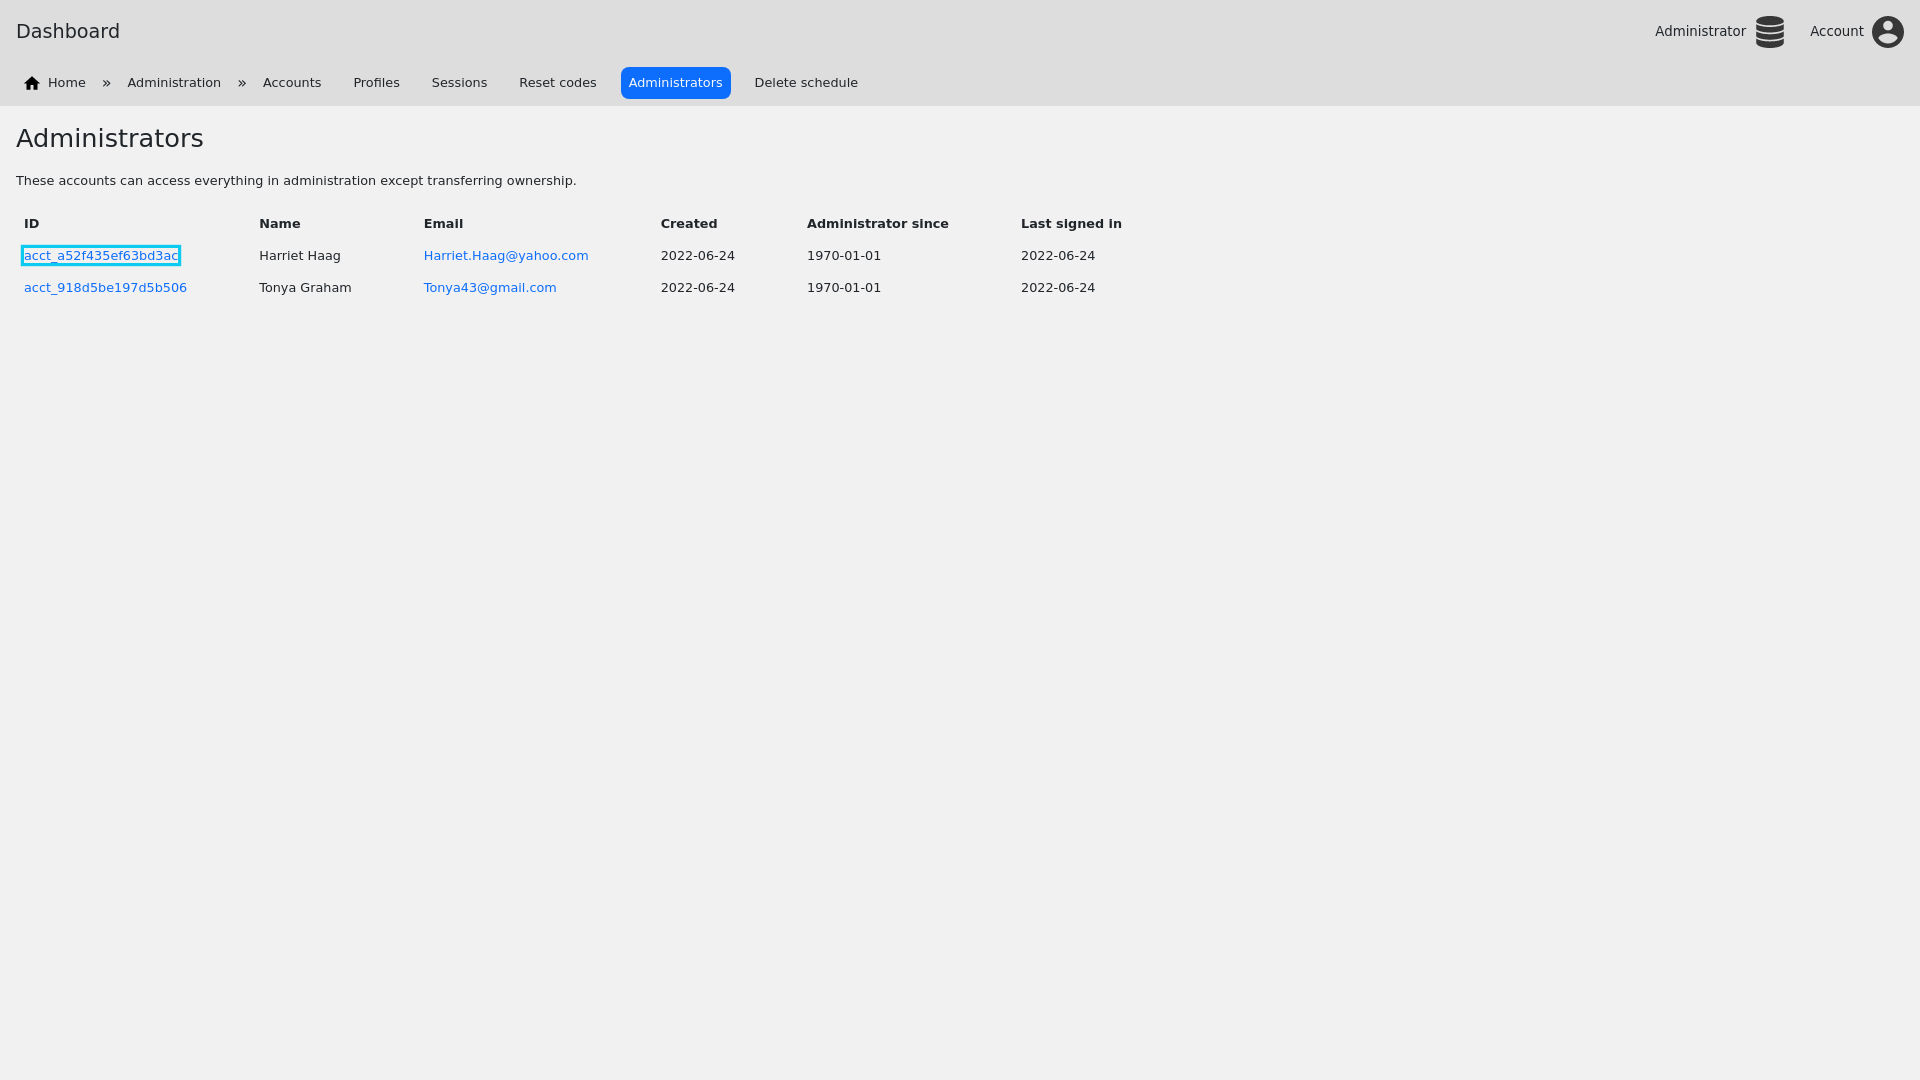 Dashboard
Administrator
Account
Home » Administration » Accounts Profiles Sessions Reset codes Administrators Delete schedule
Administrators
These accounts can access everything in administration except transferring ownership.
ID Name Email Created Administrator since Last signed in
acct_a52f435ef63bd3ac Harriet Haag Harriet.Haag@yahoo.com 2022-06-24 1970-01-01 2022-06-24
acct_918d5be197d5b506 Tonya Graham Tonya43@gmail.com 2022-06-24 1970-01-01 2022-06-24